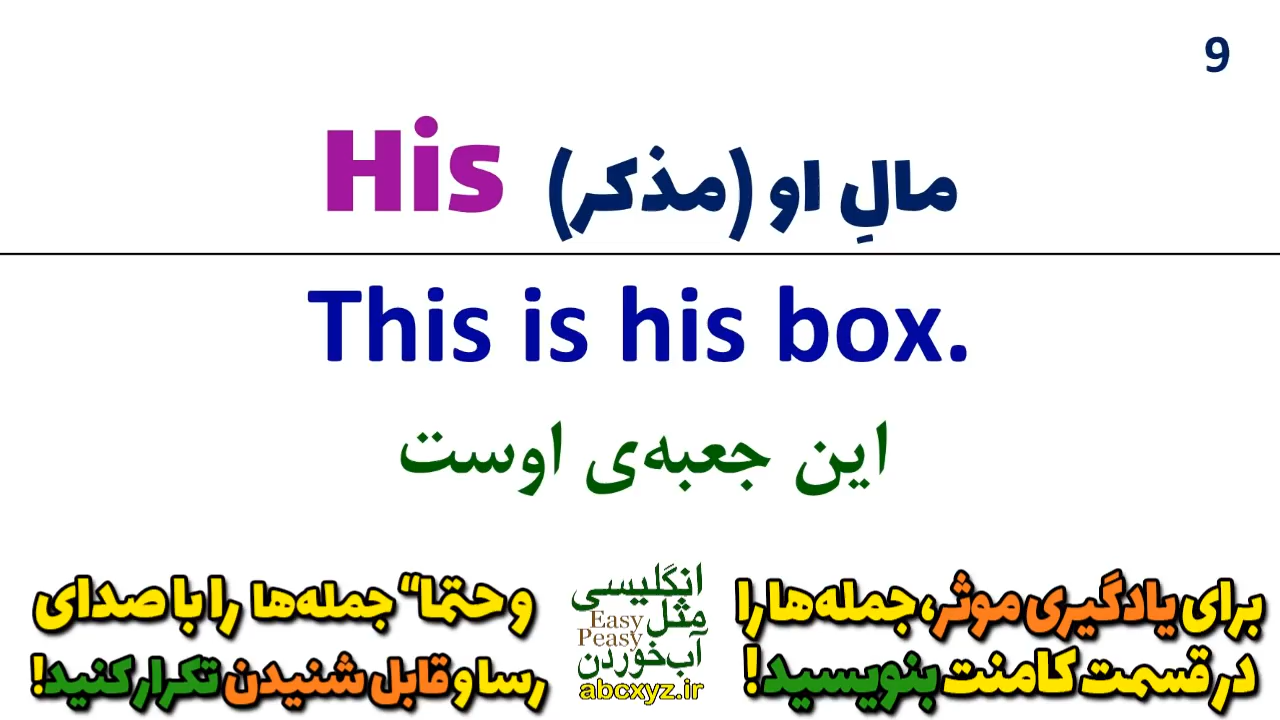 9
His مالِ او (مذکر)
This is his box.
این جعبه‌ی اوست
برای یادگیری موثر، جمله‌ها را
در قسمت کامنت بنویسید!
انگلیسی
مثل
Easy
Peasy
آب خوردن
abcxyz.ir
و حتما“ جمله‌ها را با صدای
رسا و قابل شنیدن تکرار کنید!